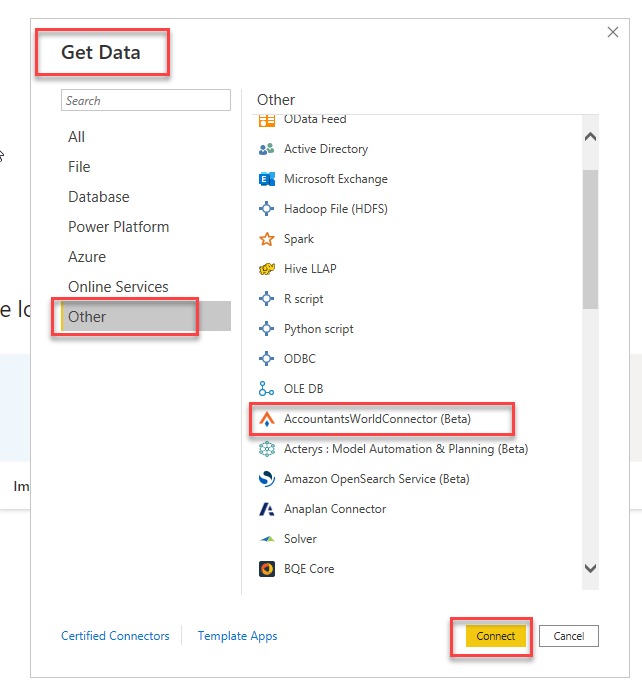 Get Data
Search
All
File
Database
Power Platform
Azure
Online Services
Other
Other
OData Feed
Active Directory
Microsoft Exchange
Hadoop File (HDFS)
Spark
Hive LLAP
R script
Python script
ODBC
OLE DB
AccountantsWorldConnector (Beta)
Acterys : Model Automation & Planning (Beta)
Amazon OpenSearch Service (Beta)
Anaplan Connector
Solver
BQE Core
Certified Connectors
Template Apps
Connect
Cancel